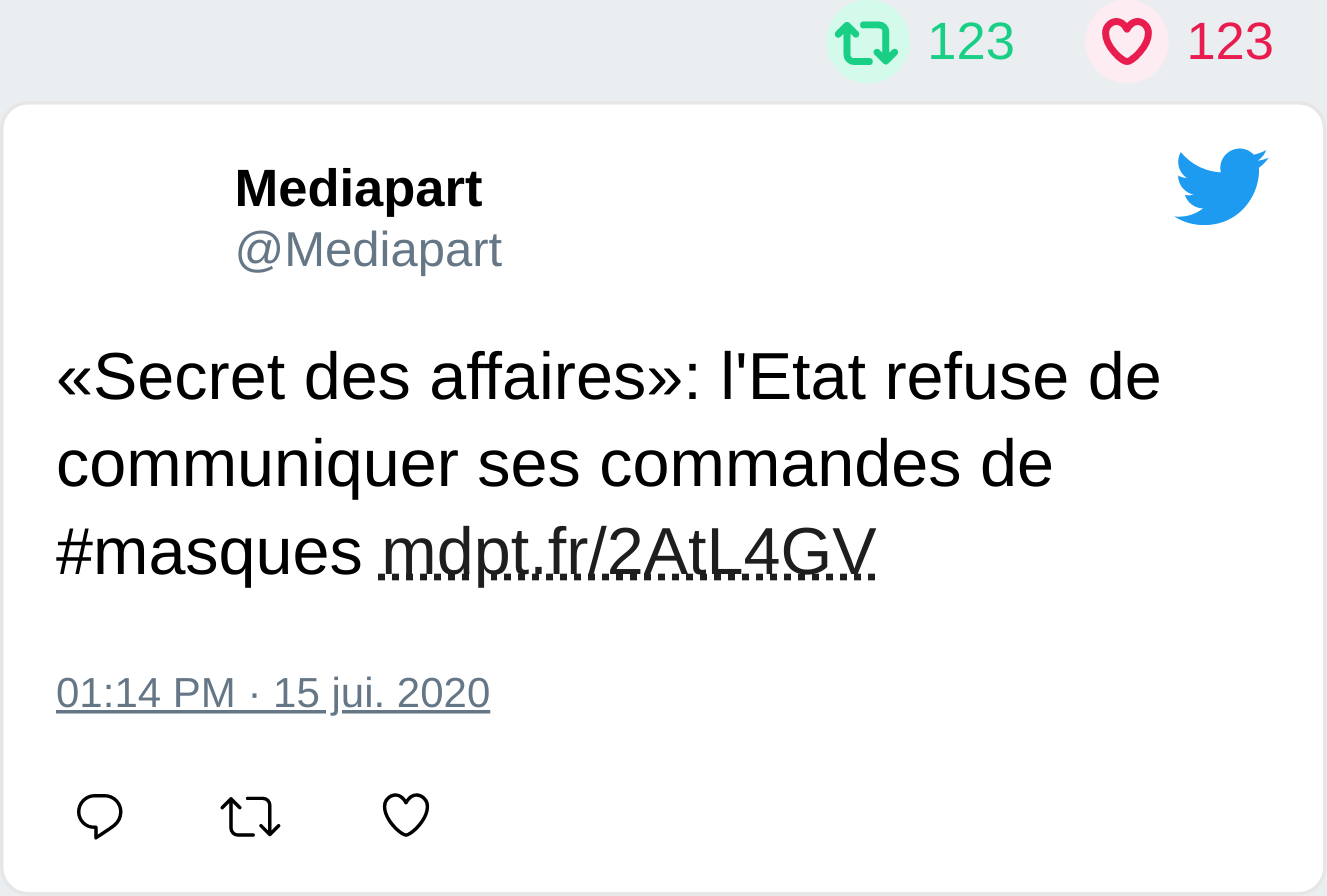 123 123
Mediapart
@Mediapart
«Secret des affaires»: l'Etat refuse de
communiquer ses commandes de
#masques mdpt.fr/2AtL4GV
01:14 PM · 15 jui. 2020